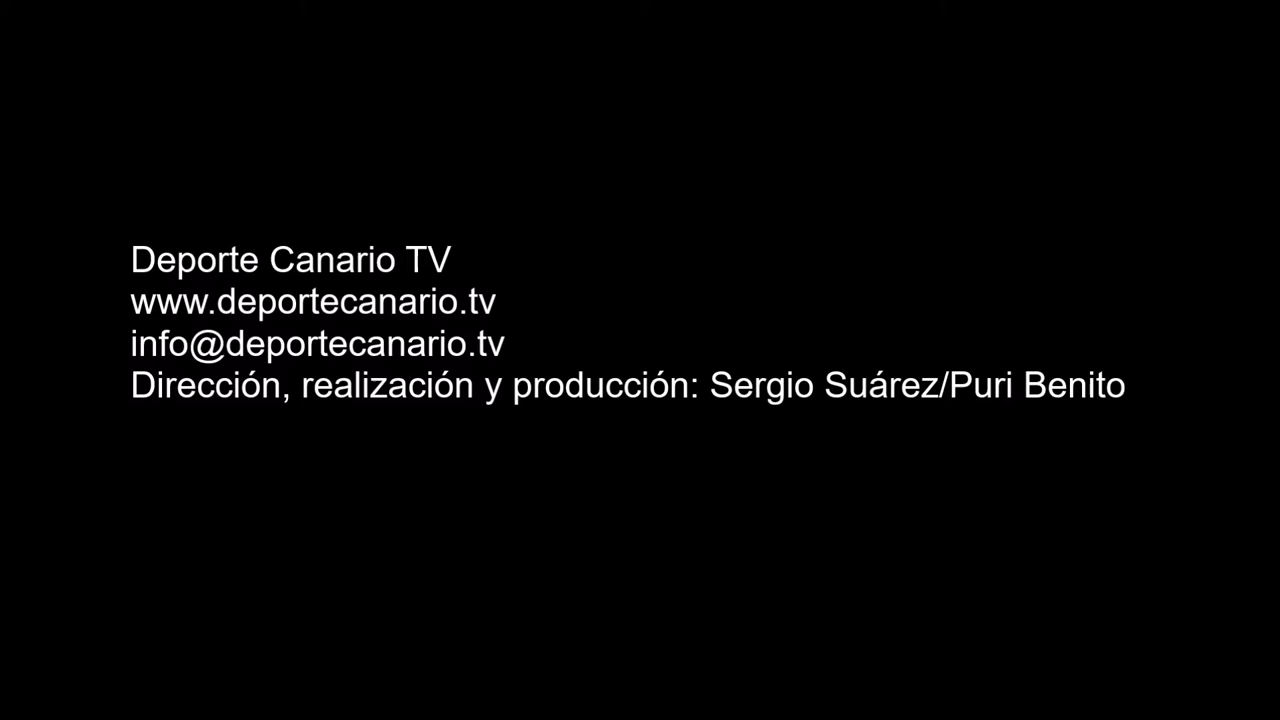 Deporte Canario TV
www.deportecanario.tv
info@deportecanario.tv
Dirección, realización y producción: Sergio Suárez/Puri Benito